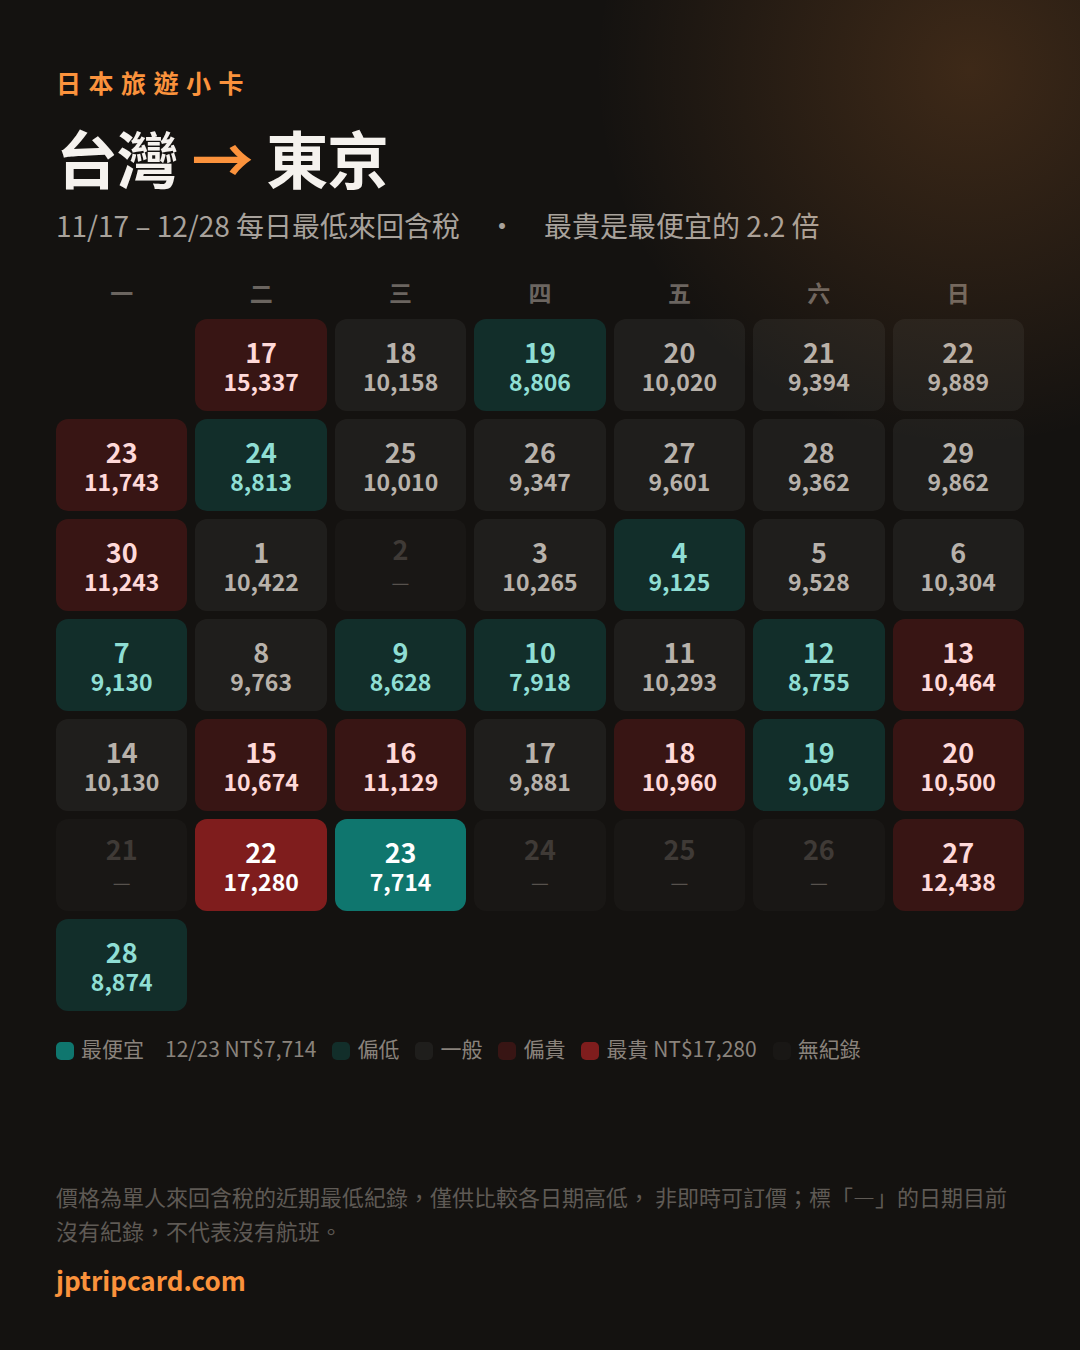 日本旅遊小卡
台灣 → 東京
11/17 – 12/28 每日最低來回含稅 · 最貴是最便宜的 2.2 倍
一 二 三 四 五 六 日
17 18 19 20 21 22
15,337 10,158 8,806 10,020 9,394 9,889
23 24 25 26 27 28 29
11,743 8,813 10,010 9,347 9,601 9,362 9,862
30 1 2 3 4 5 6
11,243 10,422 — 10,265 9,125 9,528 10,304
7 8 9 10 11 12 13
9,130 9,763 8,628 7,918 10,293 8,755 10,464
14 15 16 17 18 19 20
10,130 10,674 11,129 9,881 10,960 9,045 10,500
21 22 23 24 25 26 27
— 17,280 7,714 — — — 12,438
28
8,874
最便宜 12/23 NT$7,714 偏低 一般 偏貴 最貴 NT$17,280 無紀錄
價格為單人來回含稅的近期最低紀錄，僅供比較各日期高低， 非即時可訂價；標「—」的日期目前
沒有紀錄，不代表沒有航班。
jptripcard.com